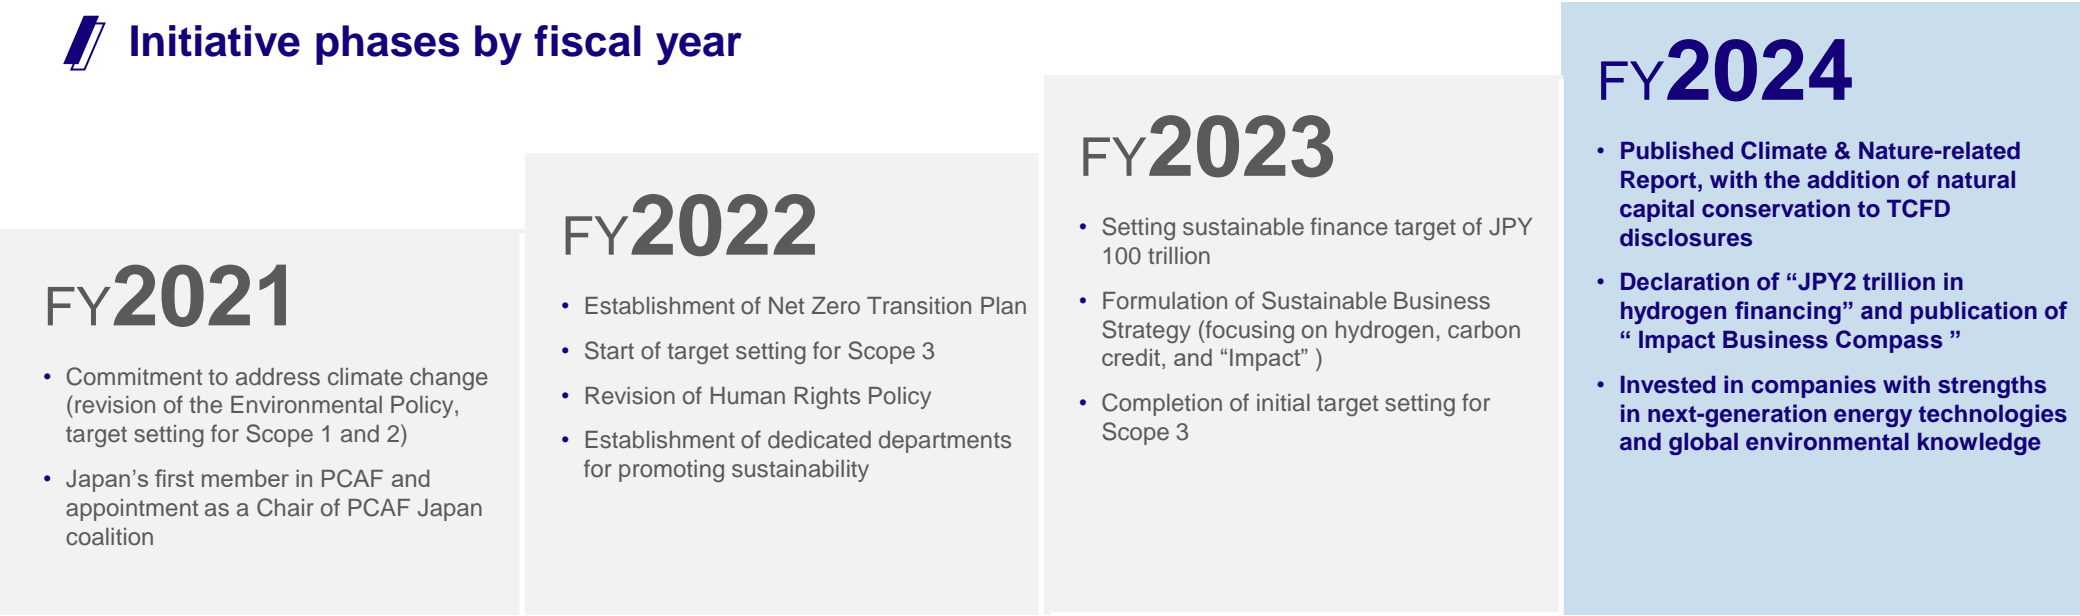 Initiative phases by fiscal year
FY2021
• Commitment to address climate change
(revision of the Environmental Policy,
target setting for Scope 1 and 2)
• Japan's first member in PCAF and
appointment as a Chair of PCAF Japan
coalition
FY2022
• Establishment of Net Zero Transition Plan
• Start of target setting for Scope 3
• Revision of Human Rights Policy
• Establishment of dedicated departments
for promoting sustainability
FY2023
• Setting sustainable finance target of JPY
100 trillion
• Formulation of Sustainable Business
Strategy (focusing on hydrogen, carbon
credit, and “Impact” )
• Completion of initial target setting for
Scope 3
FY2024
• Published Climate & Nature-related
Report, with the addition of natural
capital conservation to TCFD
disclosures
• Declaration of “JPY2 trillion in
hydrogen financing” and publication of
“ Impact Business Compass ”
• Invested in companies with strengths
in next-generation energy technologies
and global environmental knowledge